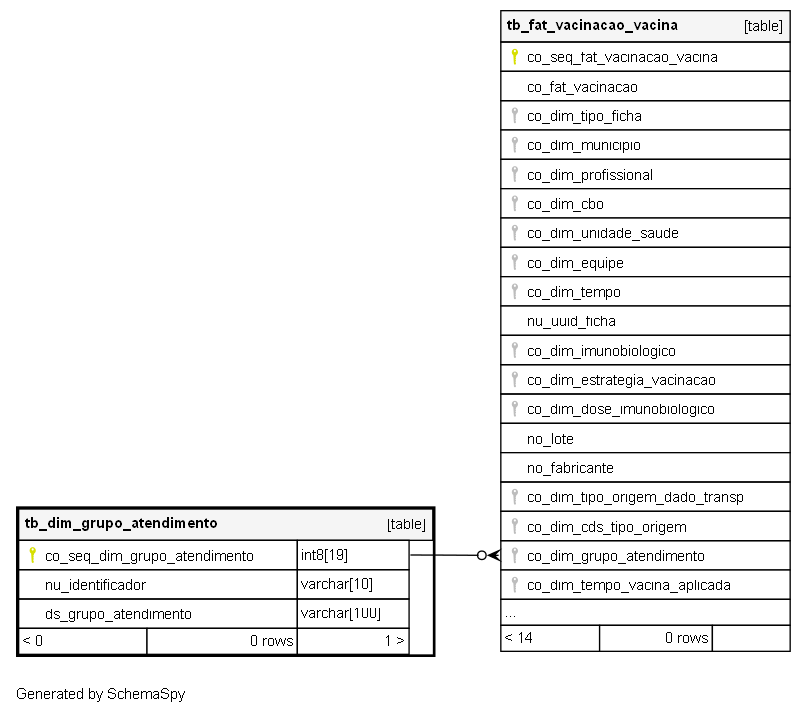 tb_fat_vacinacao_vacina [table]
co_seq_fat_vacinacao_vacina
co_fat_vacinacao
co_dim_tipo_ficha
co_dim_municipio
co_dim_profissional
co_dim_cbo
co_dim_unidade_saude
co_dim_equipe
co_dim_tempo
nu_uuid_ficha
co_dim_imunobiologico
co_dim_estrategia_vacinacao
co_dim_dose_imunobiologico
no_lote
no_fabricante
co_dim_tipo_origem_dado_transp
co_dim_cds_tipo_origem
co_dim_grupo_atendimento
co_dim_tempo_vacina_aplicada
...
< 14 0 rows
tb_dim_grupo_atendimento [table]
co_seq_dim_grupo_atendimento int8[19]
nu_identificador varchar[10]
ds_grupo_atendimento varchar[100]
< 0 0 rows 1 >
Generated by SchemaSpy